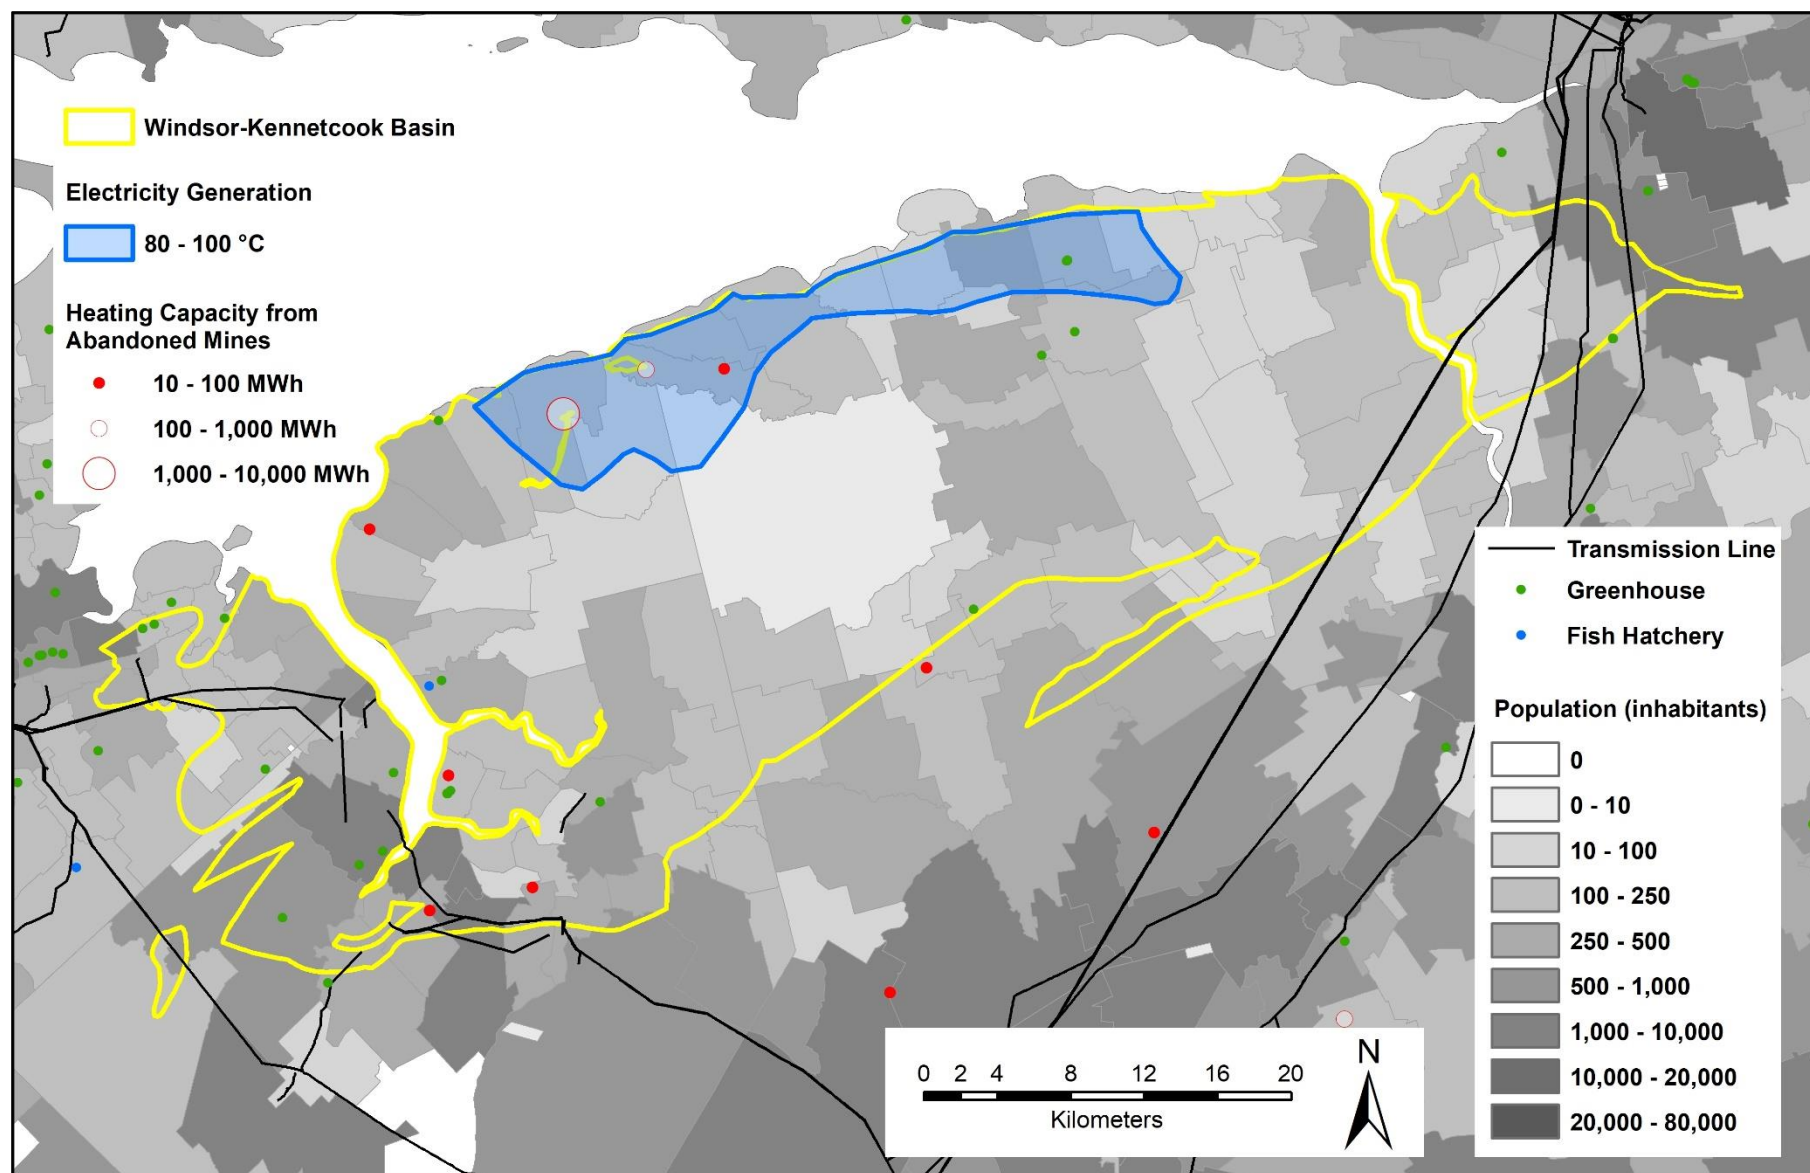 Windsor-Kennetcook Basin
Electricity Generation
80 - 100 °C
Heating Capacity from
Abandoned Mines
10 - 100 MWh
100 - 1,000 MWh
1,000 - 10,000 MWh
Transmission Line
Greenhouse
Fish Hatchery
Population (inhabitants)
0
0 - 10
10 - 100
100 - 250
250 - 500
500 - 1,000
1,000 - 10,000
10,000 - 20,000
20,000 - 80,000
N
0 2 4 8 12 16 20
Kilometers